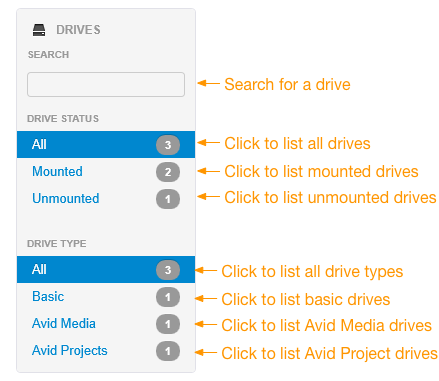 DRIVES
SEARCH
Search for a drive
DRIVE STATUS
All 3 Click to list all drives
Mounted 2 Click to list mounted drives
Unmounted 1 Click to list unmounted drives
DRIVE TYPE
All 3 Click to list all drive types
Basic 1 Click to list basic drives
Avid Media 1 Click to list Avid Media drives
Avid Projects 1 Click to list Avid Project drives